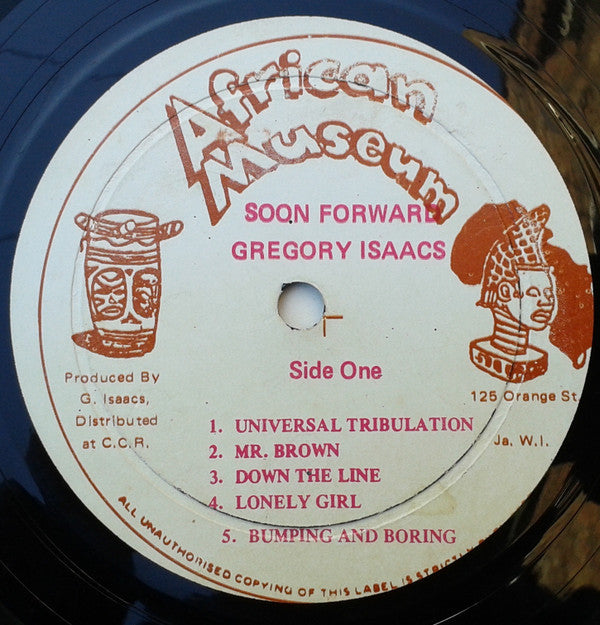 African
Museum
SOON FORWARD
GREGORY ISAACS
Side One
Produced By
G. Isaacs,
Distributed
at C.C.R.
125 Orange St.
Ja. W.I.
1. UNIVERSAL TRIBULATION
2. MR. BROWN
3. DOWN THE LINE
4. LONELY GIRL
5. BUMPING AND BORING
ALL UNAUTHORISED COPYING OF THIS LABEL IS STRICTLY